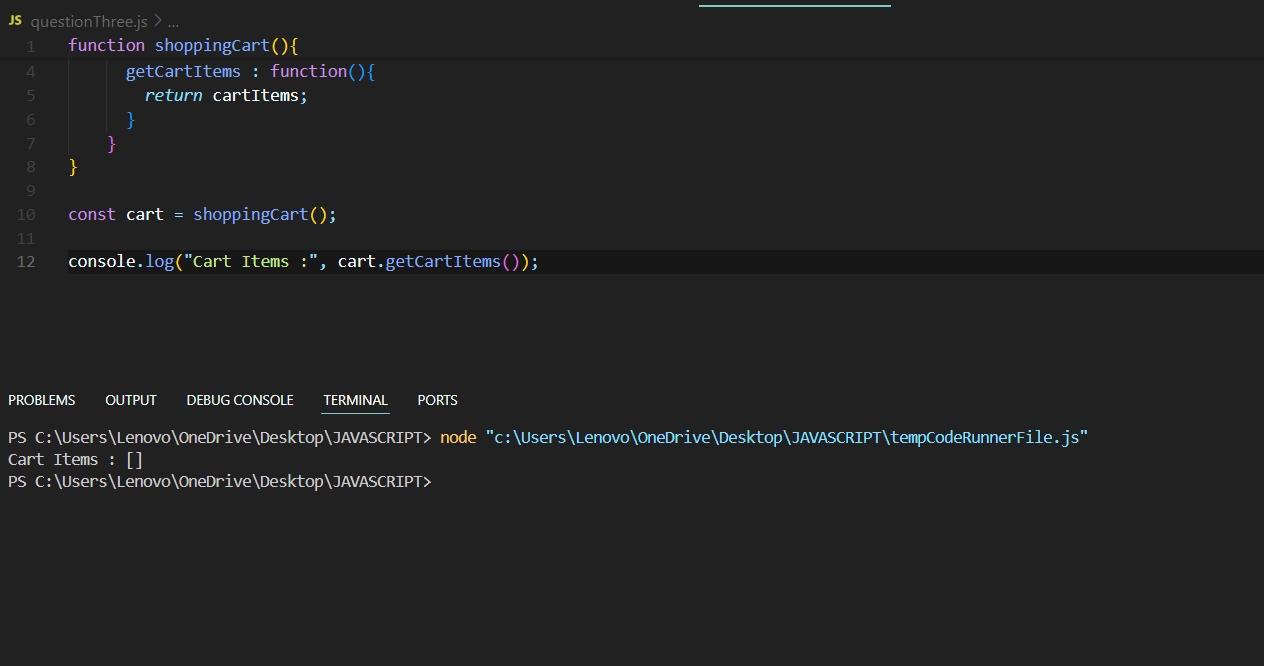 JS questionThree.js > ...
1 function shoppingCart(){
4 getCartItems : function(){
5 return cartItems;
6 }
7 }
8 }
9
10 const cart = shoppingCart();
11
12 console.log("Cart Items :", cart.getCartItems());
PROBLEMS OUTPUT DEBUG CONSOLE TERMINAL PORTS
PS C:\Users\Lenovo\OneDrive\Desktop\JAVASCRIPT> node "c:\Users\Lenovo\OneDrive\Desktop\JAVASCRIPT\tempCodeRunnerFile.js"
Cart Items : []
PS C:\Users\Lenovo\OneDrive\Desktop\JAVASCRIPT>